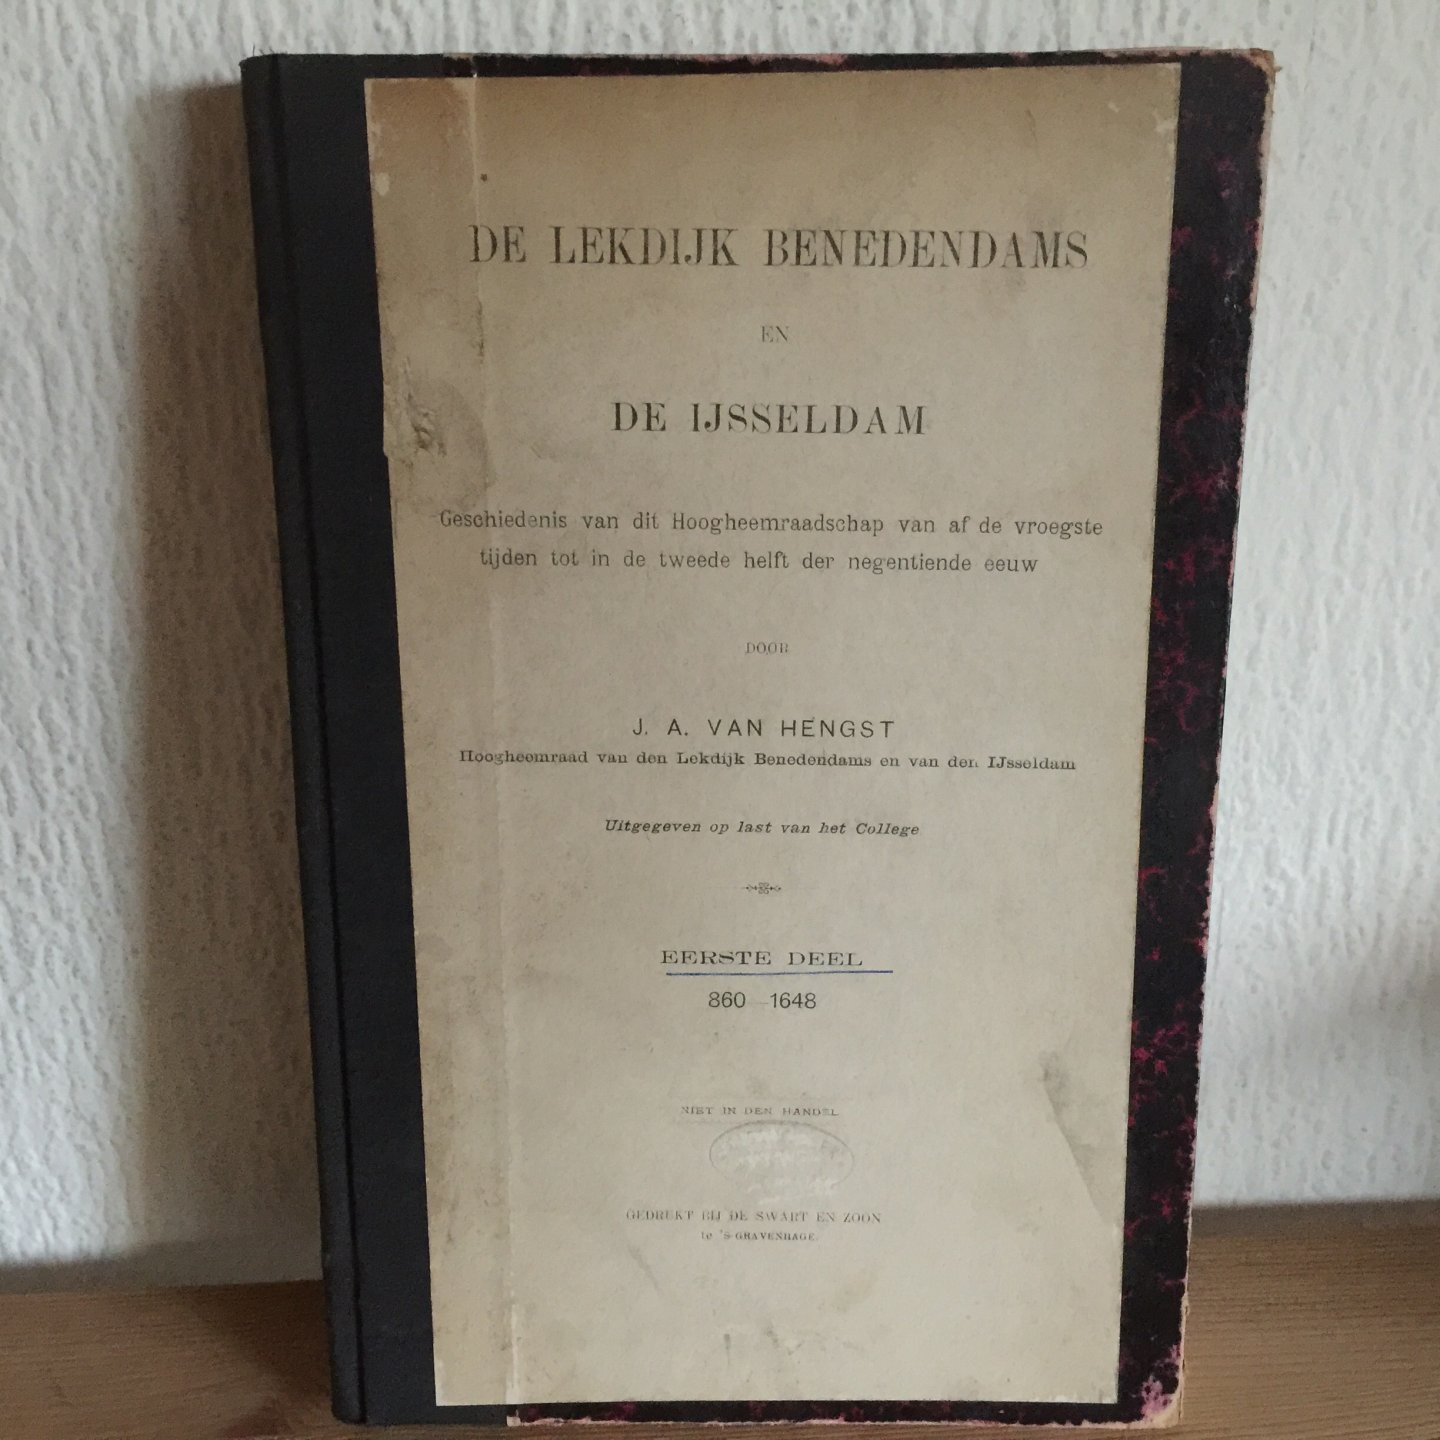 DE LEKDIJK BENEDENDAMS
EN
DE IJSSELDAM
Geschiedenis van dit Hoogheemraadschap van af de vroegste
tijden tot in de tweede helft der negentiende eeuw
DOOR
J. A. VAN HENGST
Hoogheemraad van den Lekdijk Benedendams en van den IJsseldam
Uitgegeven op last van het College
EERSTE DEEL
860—1648
NIET IN DEN HANDEL
GEDRUKT BIJ DE SWART EN ZOON
te 'S-GRAVENHAGE.